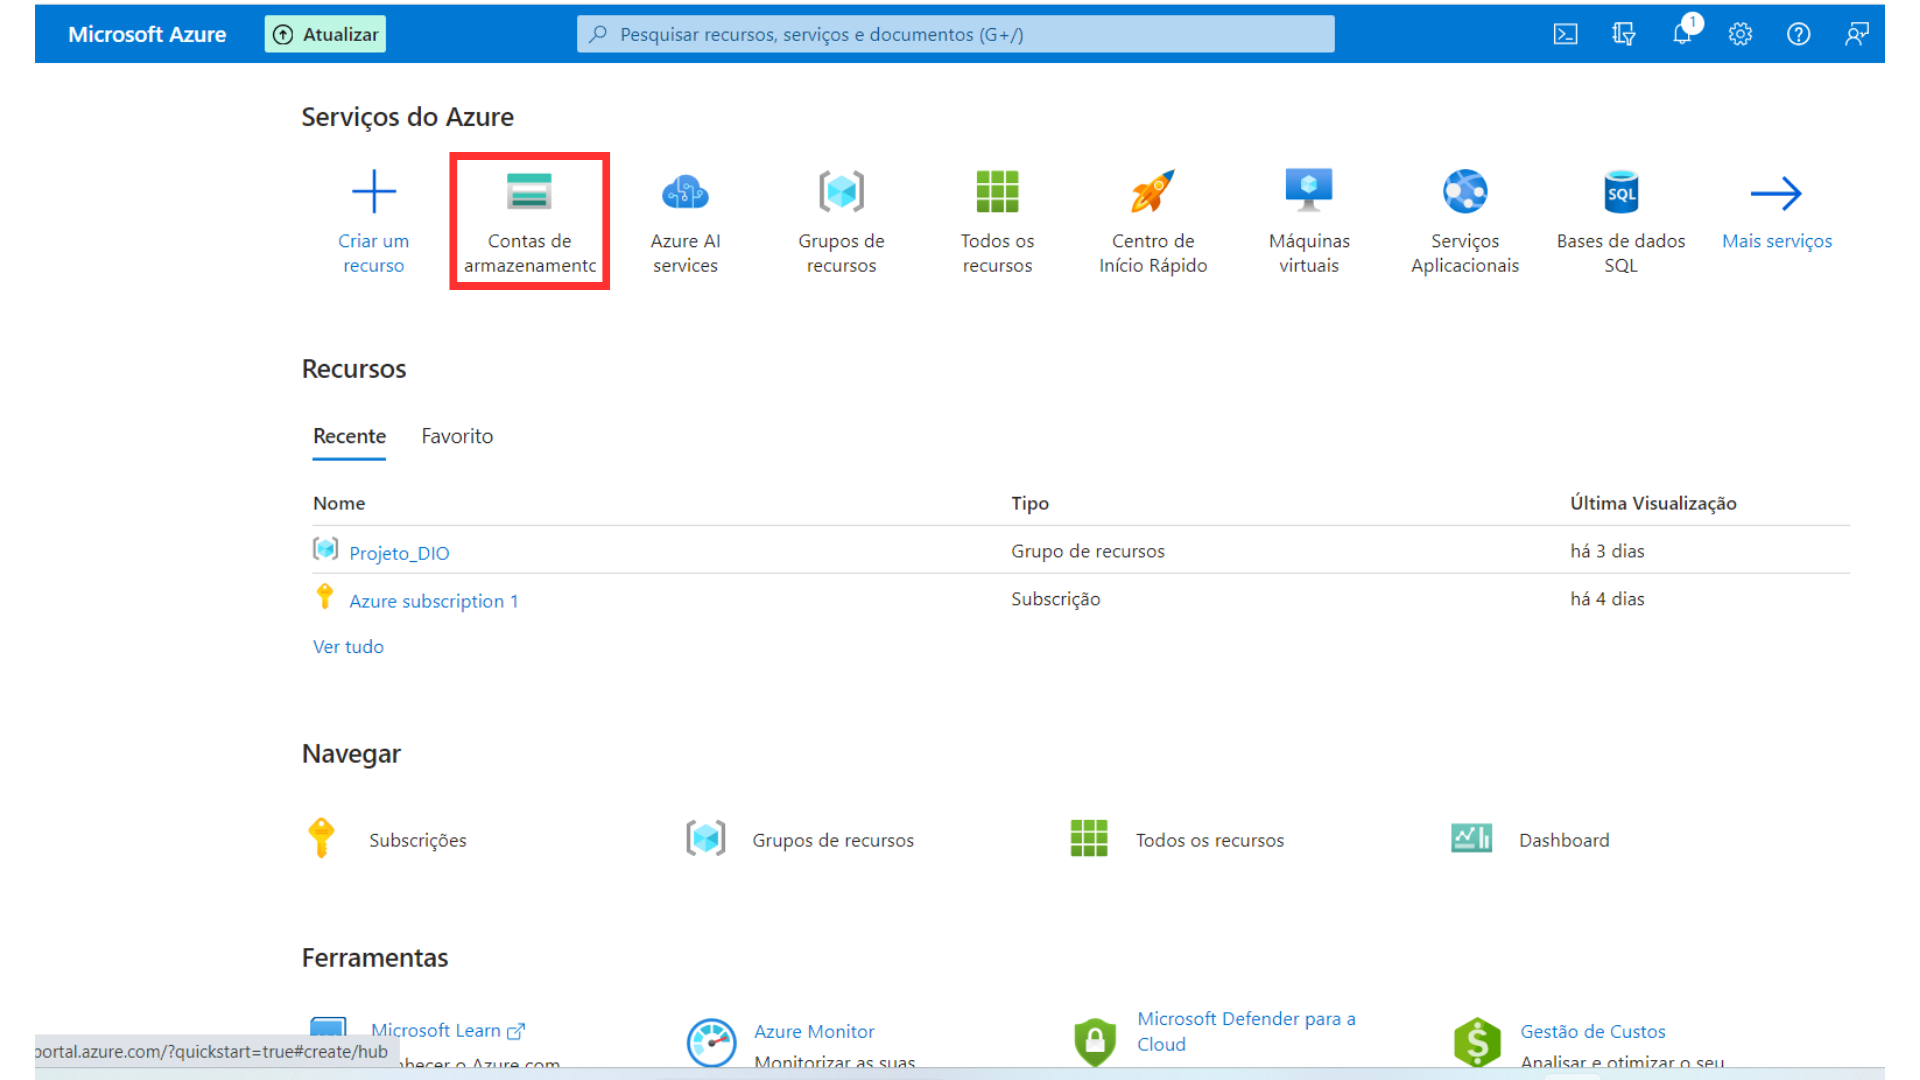 Microsoft Azure
Atualizar
Pesquisar recursos, serviços e documentos (G+/)
1
Serviços do Azure
Criar um
recurso
Contas de
armazenamento
Azure AI
services
Grupos de
recursos
Todos os
recursos
Centro de
Início Rápido
Máquinas
virtuais
Serviços
Aplicacionais
SQL
Bases de dados
SQL
Mais serviços
Recursos
Recente
Favorito
Nome
Tipo
Última Visualização
Projeto_DIO
Grupo de recursos
há 3 dias
Azure subscription 1
Subscrição
há 4 dias
Ver tudo
Navegar
Subscrições
Grupos de recursos
Todos os recursos
Dashboard
Ferramentas
Microsoft Learn
Azure Monitor
Monitorizar as suas
Microsoft Defender para a
Cloud
Gestão de Custos
Analisar e otimizar o seu
portal.azure.com/?quickstart=true#create/hub
o Azure com